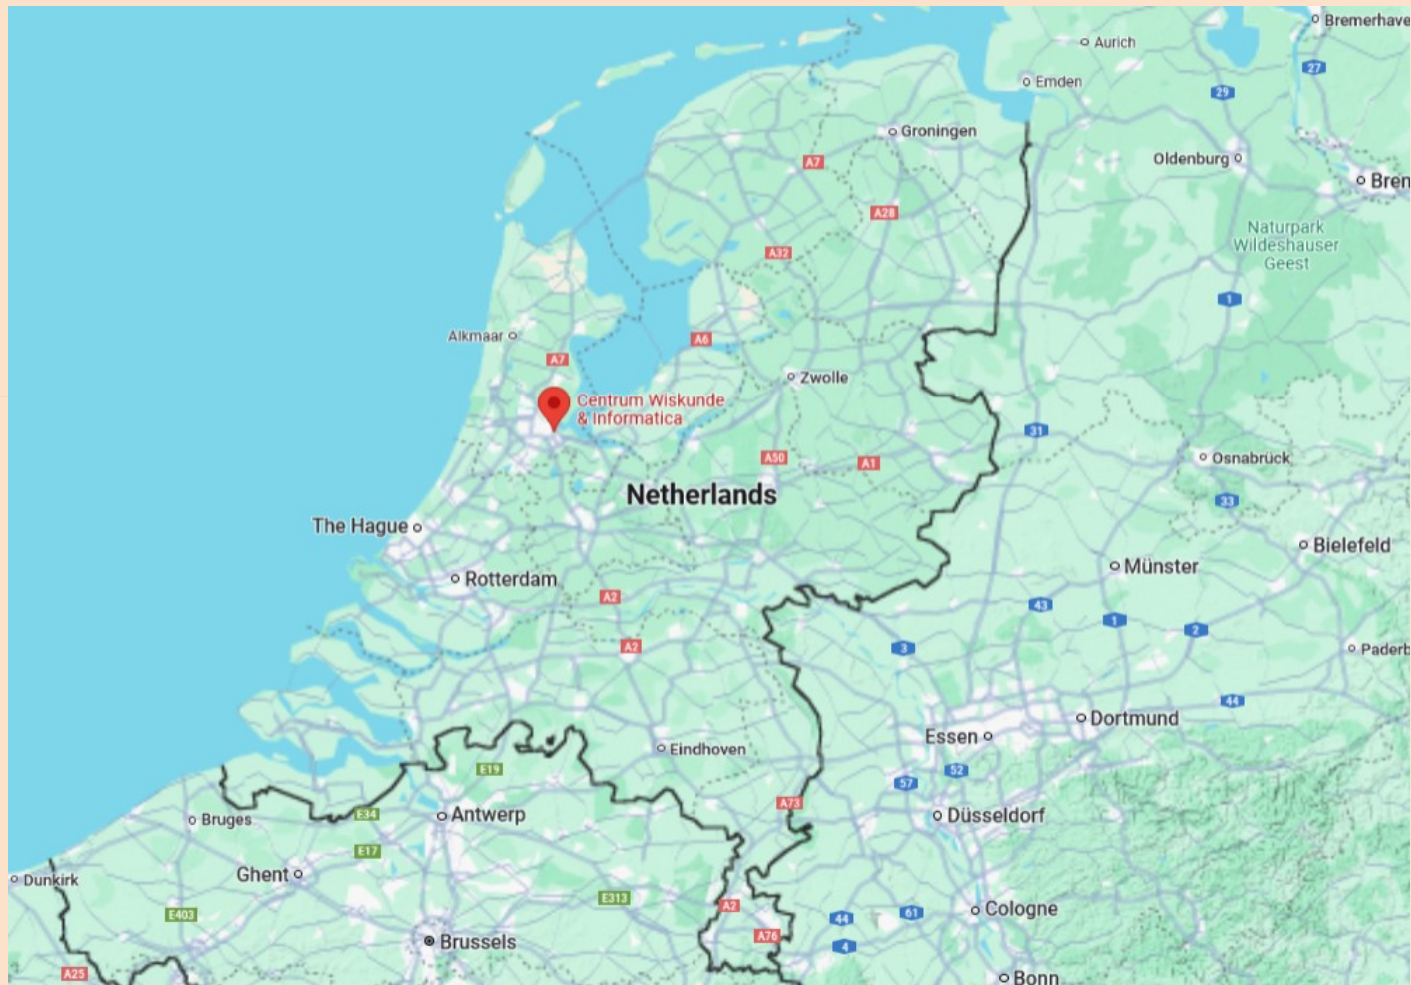 Bremerhave
Aurich
27
Emden
29
Groningen
Oldenburg
A7
Bren
A28
Naturpark
Wildeshauser
Geest
A32
1
Alkmaar
A6
A7
Zwolle
Centrum Wiskunde
& Informatica
31
A50
A1
Osnabrück
Netherlands
33
The Hague
Bielefeld
Münster
Rotterdam
A2
43
1
2
A2
3
Paderb
44
Dortmund
Essen
Eindhoven
E19
52
57
A73
Bruges
E34
Antwerp
Düsseldorf
E17
Ghent
Dunkirk
E313
A2
E403
44
61
Cologne
A76
Brussels
4
A25
Bonn